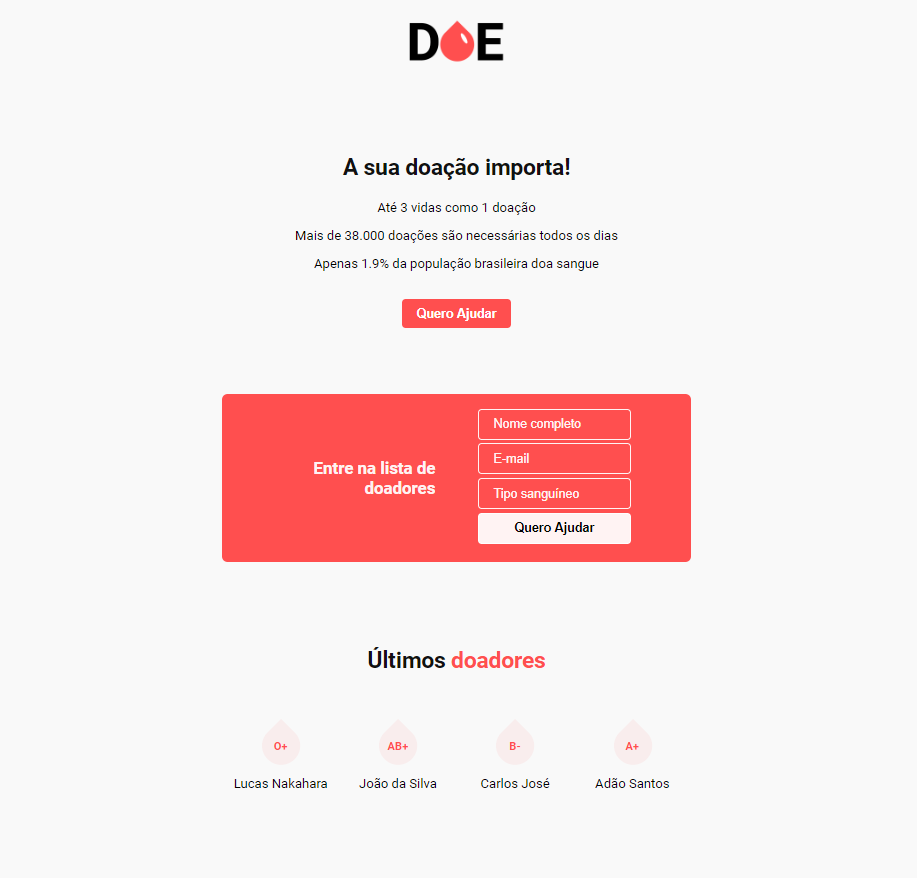 DOE
A sua doação importa!
Até 3 vidas como 1 doação
Mais de 38.000 doações são necessárias todos os dias
Apenas 1.9% da população brasileira doa sangue
Quero Ajudar
Entre na lista de
doadores
Nome completo
E-mail
Tipo sanguíneo
Quero Ajudar
Últimos doadores
O+ AB+ B- A+
Lucas Nakahara João da Silva Carlos José Adão Santos